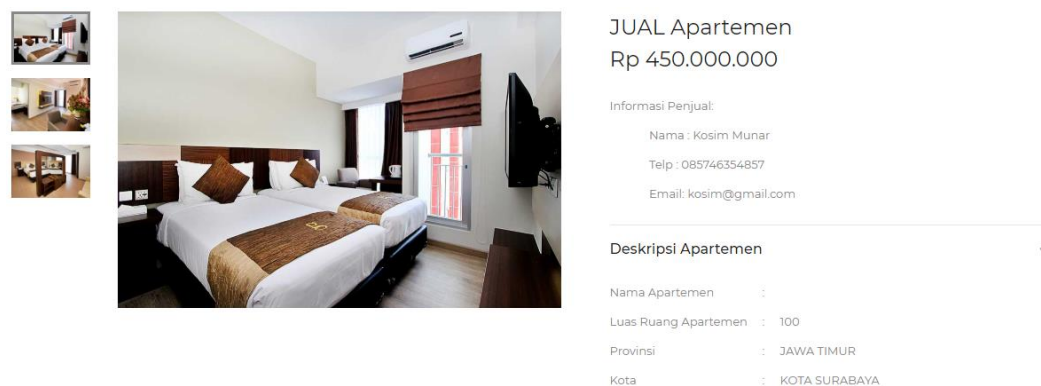 JUAL Apartemen
Rp 450.000.000
Informasi Penjual:
Nama : Kosim Munar
Telp : 085746354857
Email: kosim@gmail.com
Deskripsi Apartemen
Nama Apartemen :
Luas Ruang Apartemen : 100
Provinsi : JAWA TIMUR
Kota : KOTA SURABAYA